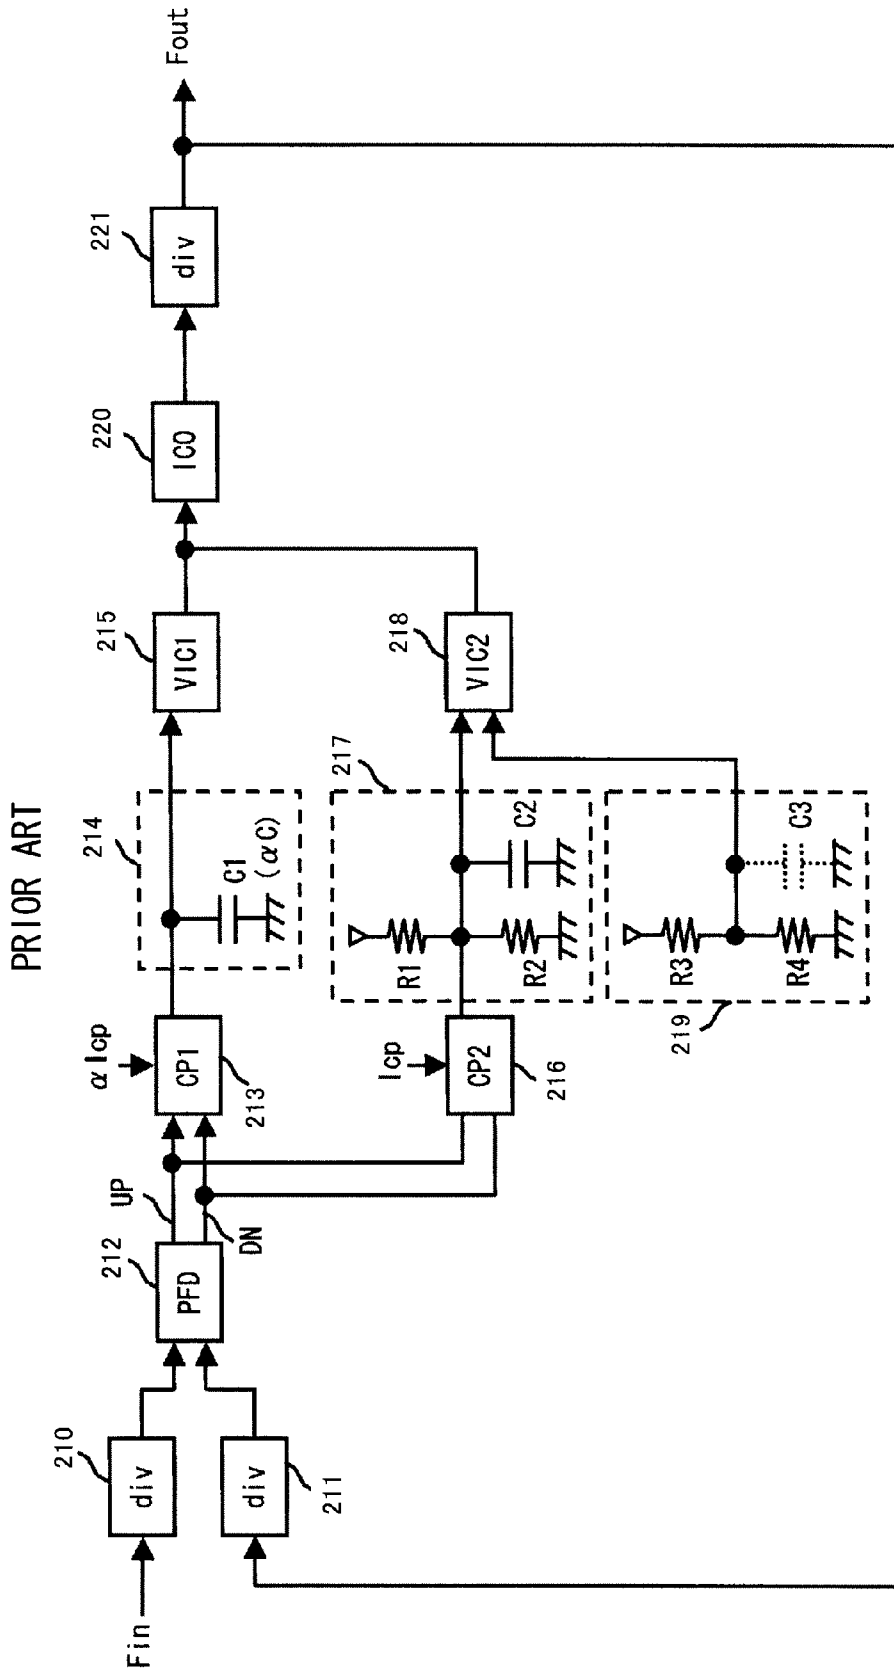 PRIOR ART
Fin
210
div
211
div
212
PFD
UP
DN
αIcp
CP1
213
Icp
CP2
216
214
C1
(αC)
217
R1
R2
C2
219
R3
R4
C3
215
VIC1
218
VIC2
220
ICO
221
div
Fout